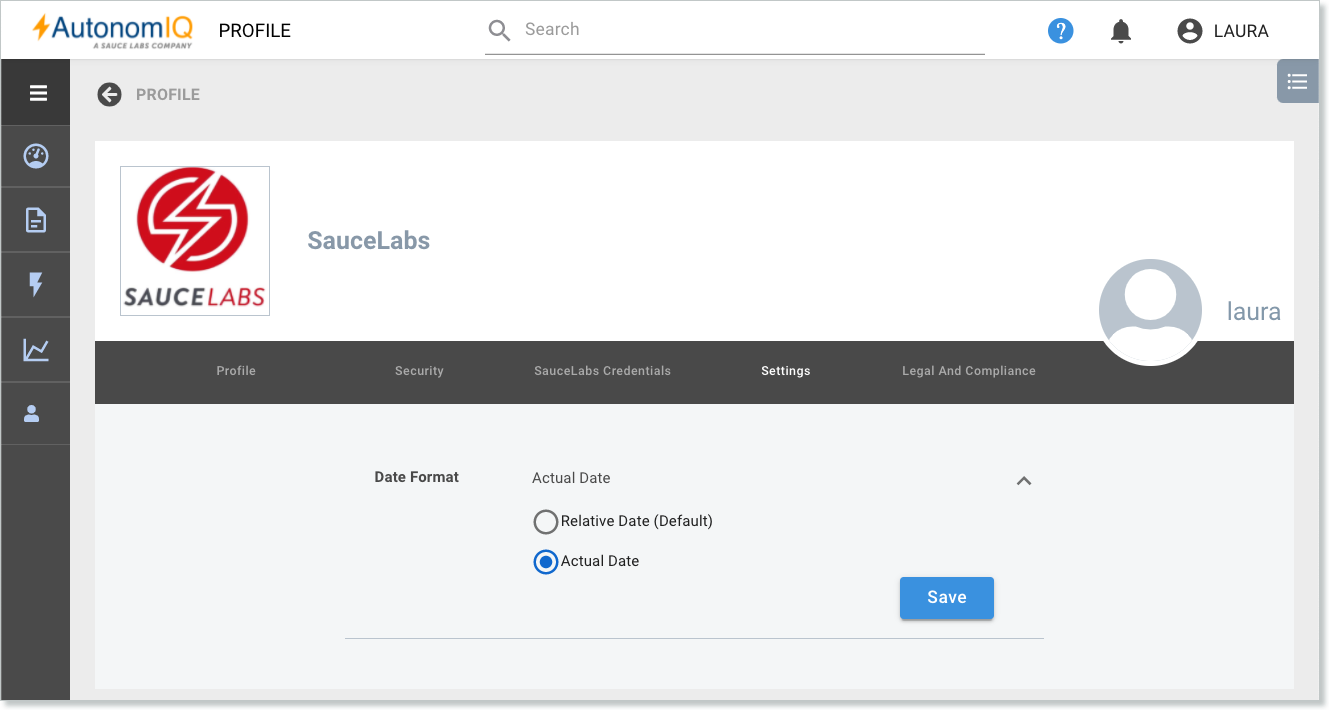 AutonomIQ
A SAUCE LABS COMPANY
PROFILE
Search
?
LAURA
PROFILE
SAUCELABS
SauceLabs
laura
Profile
Security
SauceLabs Credentials
Settings
Legal And Compliance
Date Format
Actual Date
Relative Date (Default)
Actual Date
Save